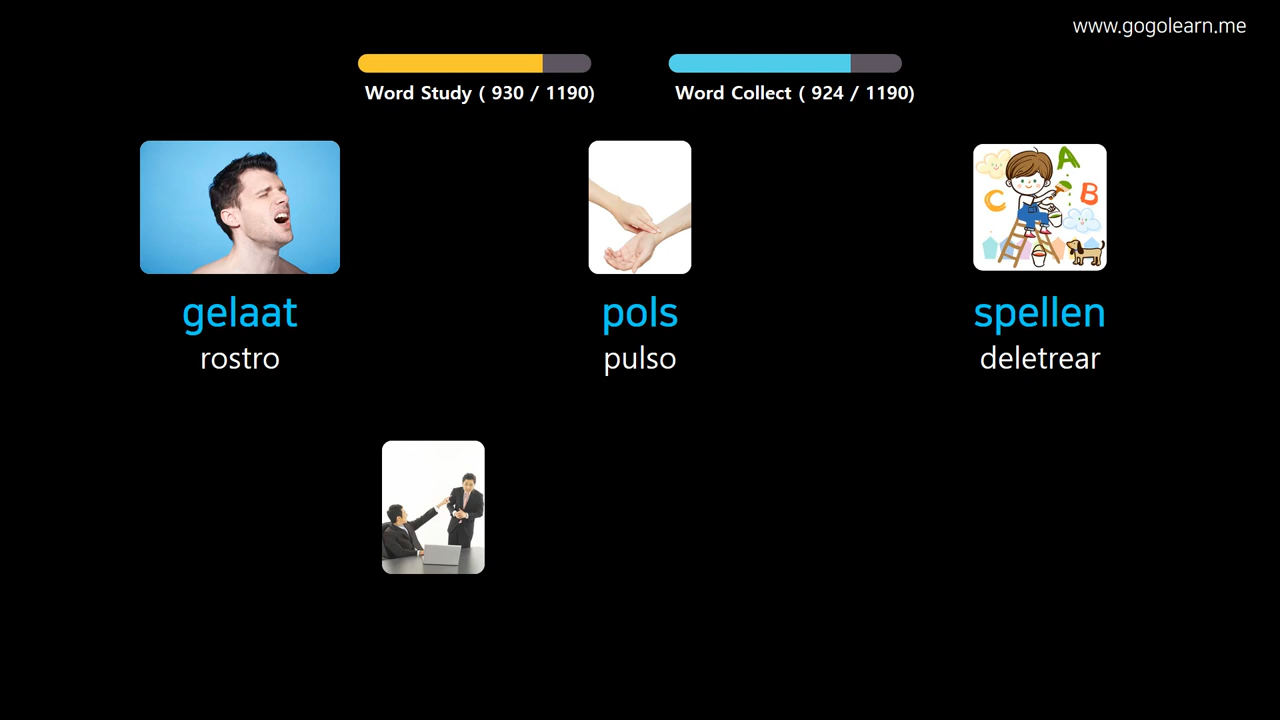 www.gogolearn.me
Word Study ( 930 / 1190)
Word Collect ( 924 / 1190)
gelaat
rostro
pols
pulso
spellen
deletrear
A
B
C